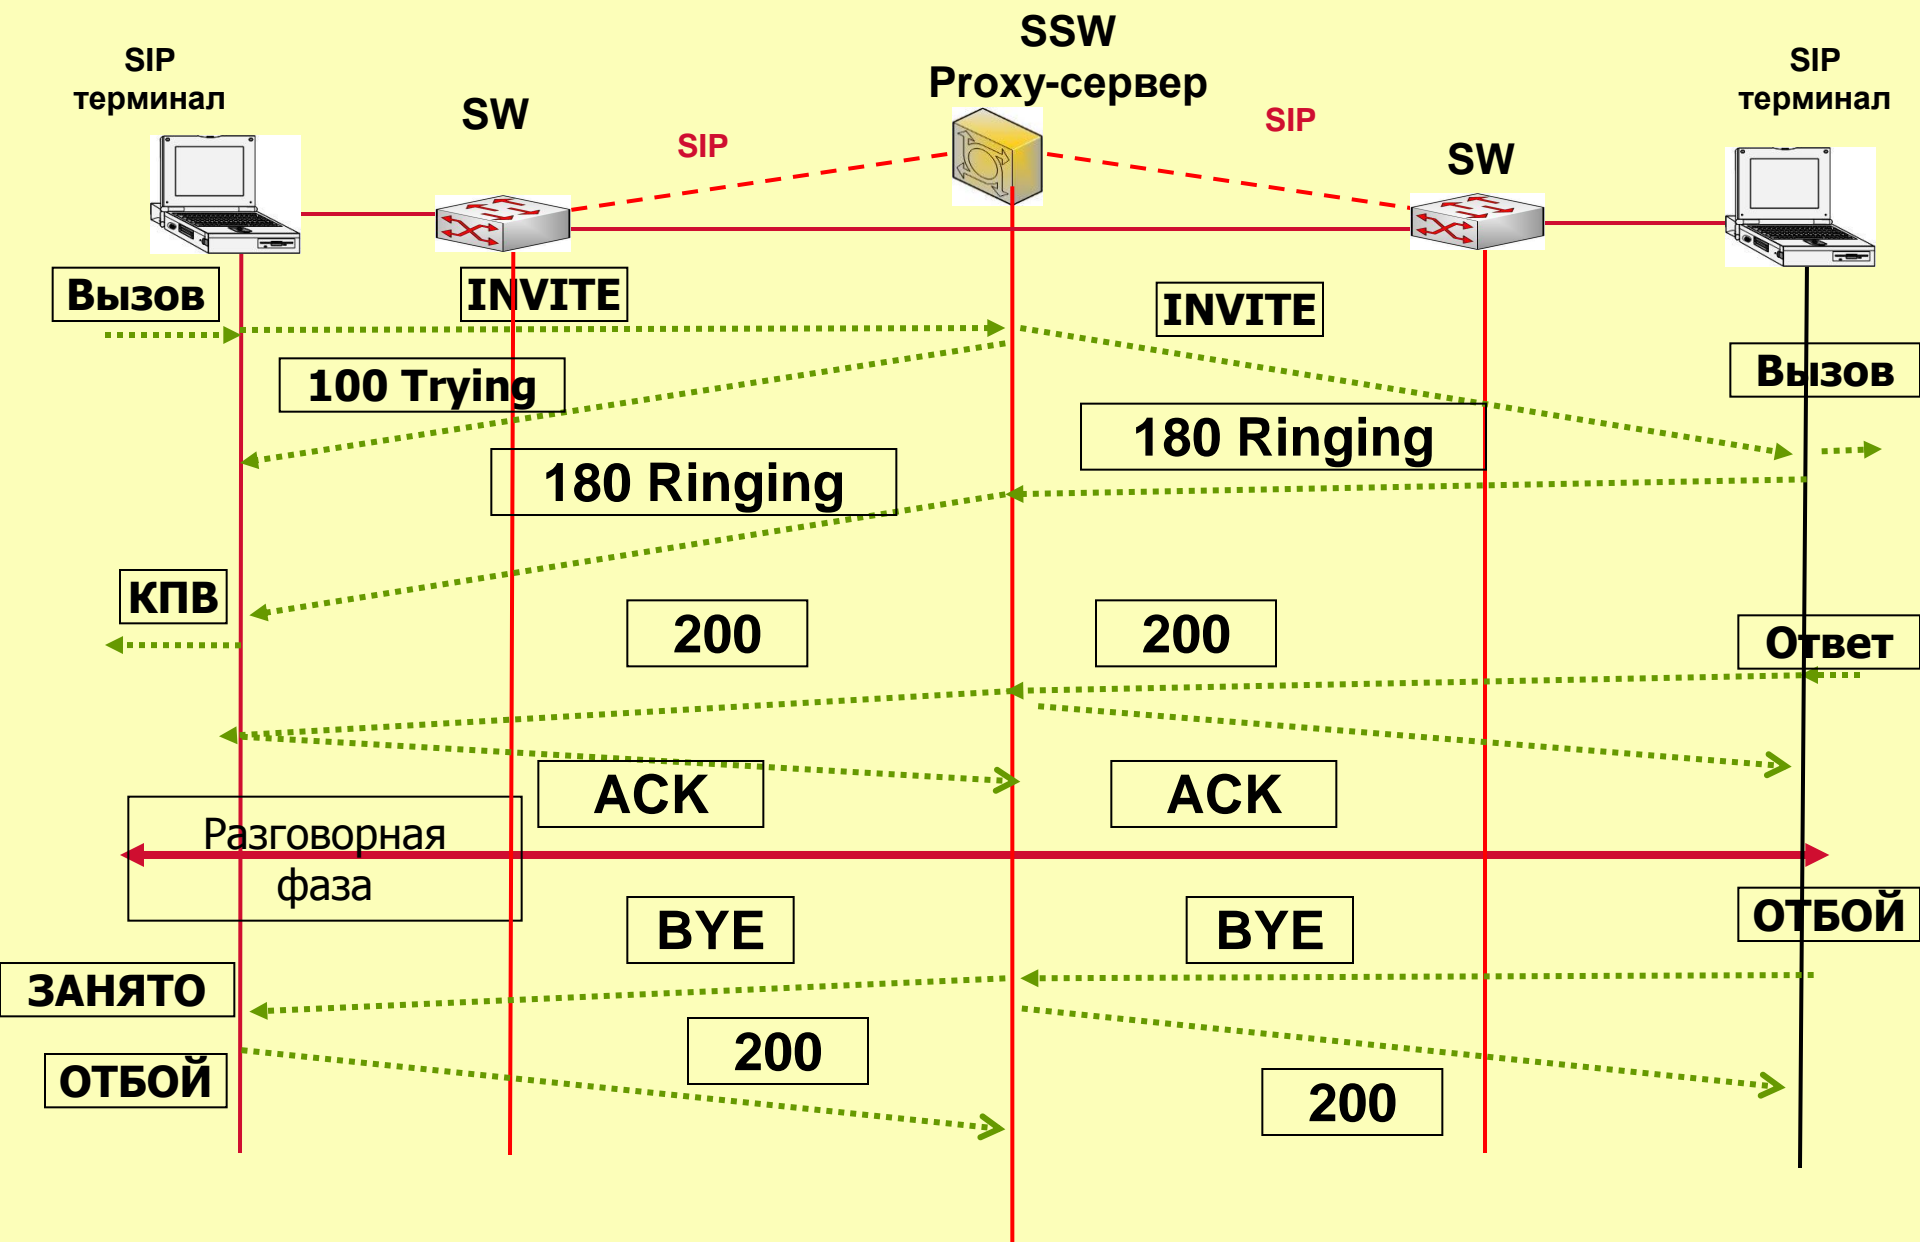 SSW
Proxy-сервер
SIP
терминал
SIP
терминал
SW
SIP
SIP
SW
Вызов
INVITE
INVITE
100 Trying
Вызов
180 Ringing
180 Ringing
КПВ
200
200
Ответ
ACK
ACK
Разговорная
фаза
BYE
BYE
ОТБОЙ
ЗАНЯТО
200
ОТБОЙ
200